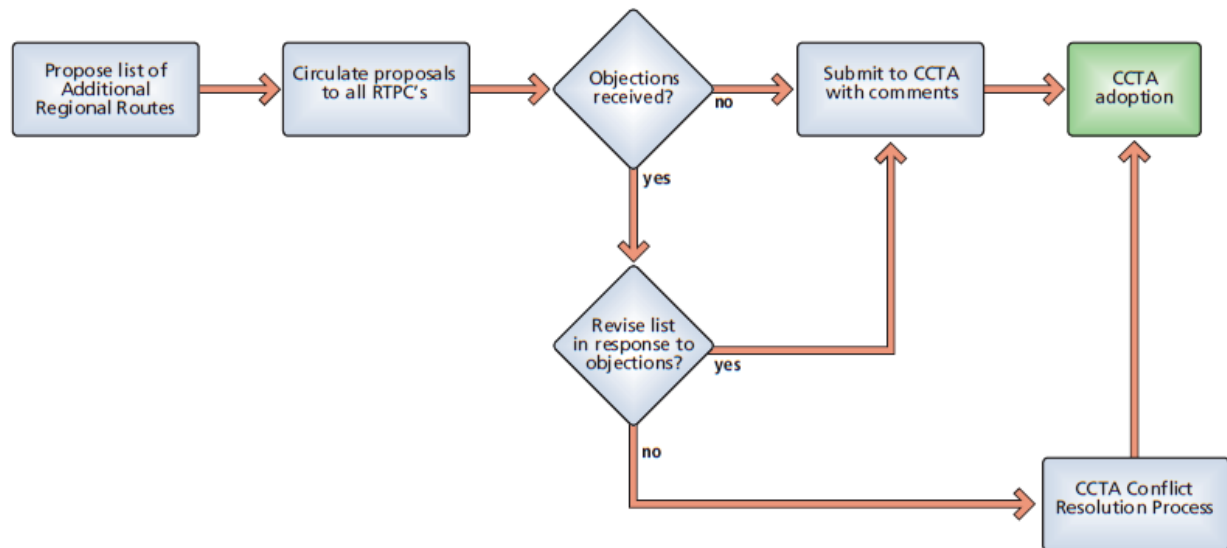 Propose list of
Additional
Regional Routes
Circulate proposals
to all RTPC's
Objections
received?
no
Submit to CCTA
with comments
CCTA
adoption
yes
Revise list
in response to
objections?
yes
no
CCTA Conflict
Resolution Process